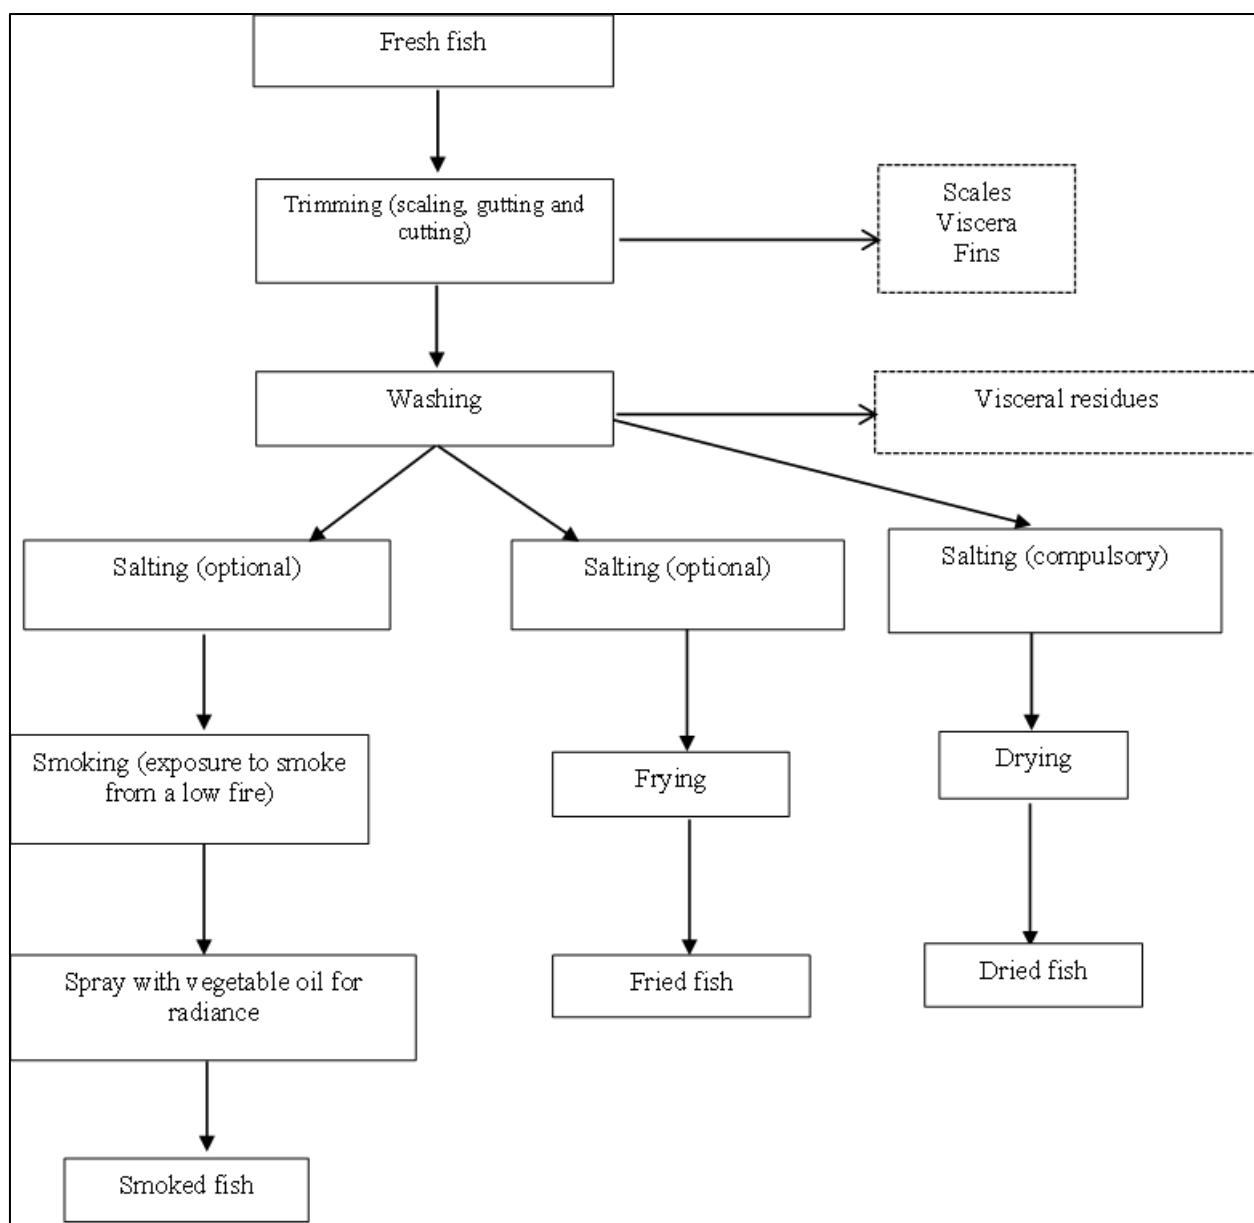 Fresh fish
Trimming (scaling, gutting and
cutting)
Scales
Viscera
Fins
Washing
Visceral residues
Salting (optional)
Salting (optional)
Salting (compulsory)
Smoking (exposure to smoke
from a low fire)
Frying
Drying
Spray with vegetable oil for
radiance
Fried fish
Dried fish
Smoked fish